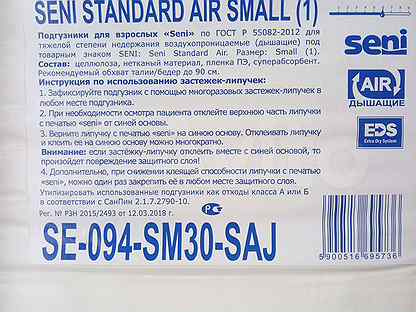 SENI STANDARD AIR SMALL (1)
Подгузники для взрослых «Seni» по ГОСТ Р 55082-2012 для
тяжелой степени недержания воздухопроницаемые (дышащие) под
товарным знаком SENI: Seni Standard Air. Размер: Small (1).
Состав: целлюлоза, нетканый материал, пленка ПЭ, суперабсорбент.
Рекомендуемый обхват талии/бедер до 90 см.
Инструкция по использованию застежек-липучек:
1. Зафиксируйте подгузник с помощью многоразовых застежек-липучек в
любом месте подгузника.
2. При необходимости осмотра пациента отклейте верхнюю часть липучки
с печатью «seni» от синей основы.
3. Верните липучку с печатью «seni» на синюю основу. Отклеивать липучку
и клеить ее на синюю основу можно многократно.
Внимание: если застёжку-липучку отклеить вместе с синей основой, то
произойдет повреждение защитного слоя!
4. Дополнительно, при снижении клеящей способности липучек с печатью
«seni», можно один раз закрепить её в любом месте защитного слоя.
Утилизировать использованные подгузники как отходы класса А или Б
в соответствии с СанПин 2.1.7.2790-10.
Рег. № РЗН 2015/2493 от 12.03.2018 г.
SE-094-SM30-SAJ
seni
AIR
ДЫШАЩИЕ
EDS
Extra Dry System
5900516695736